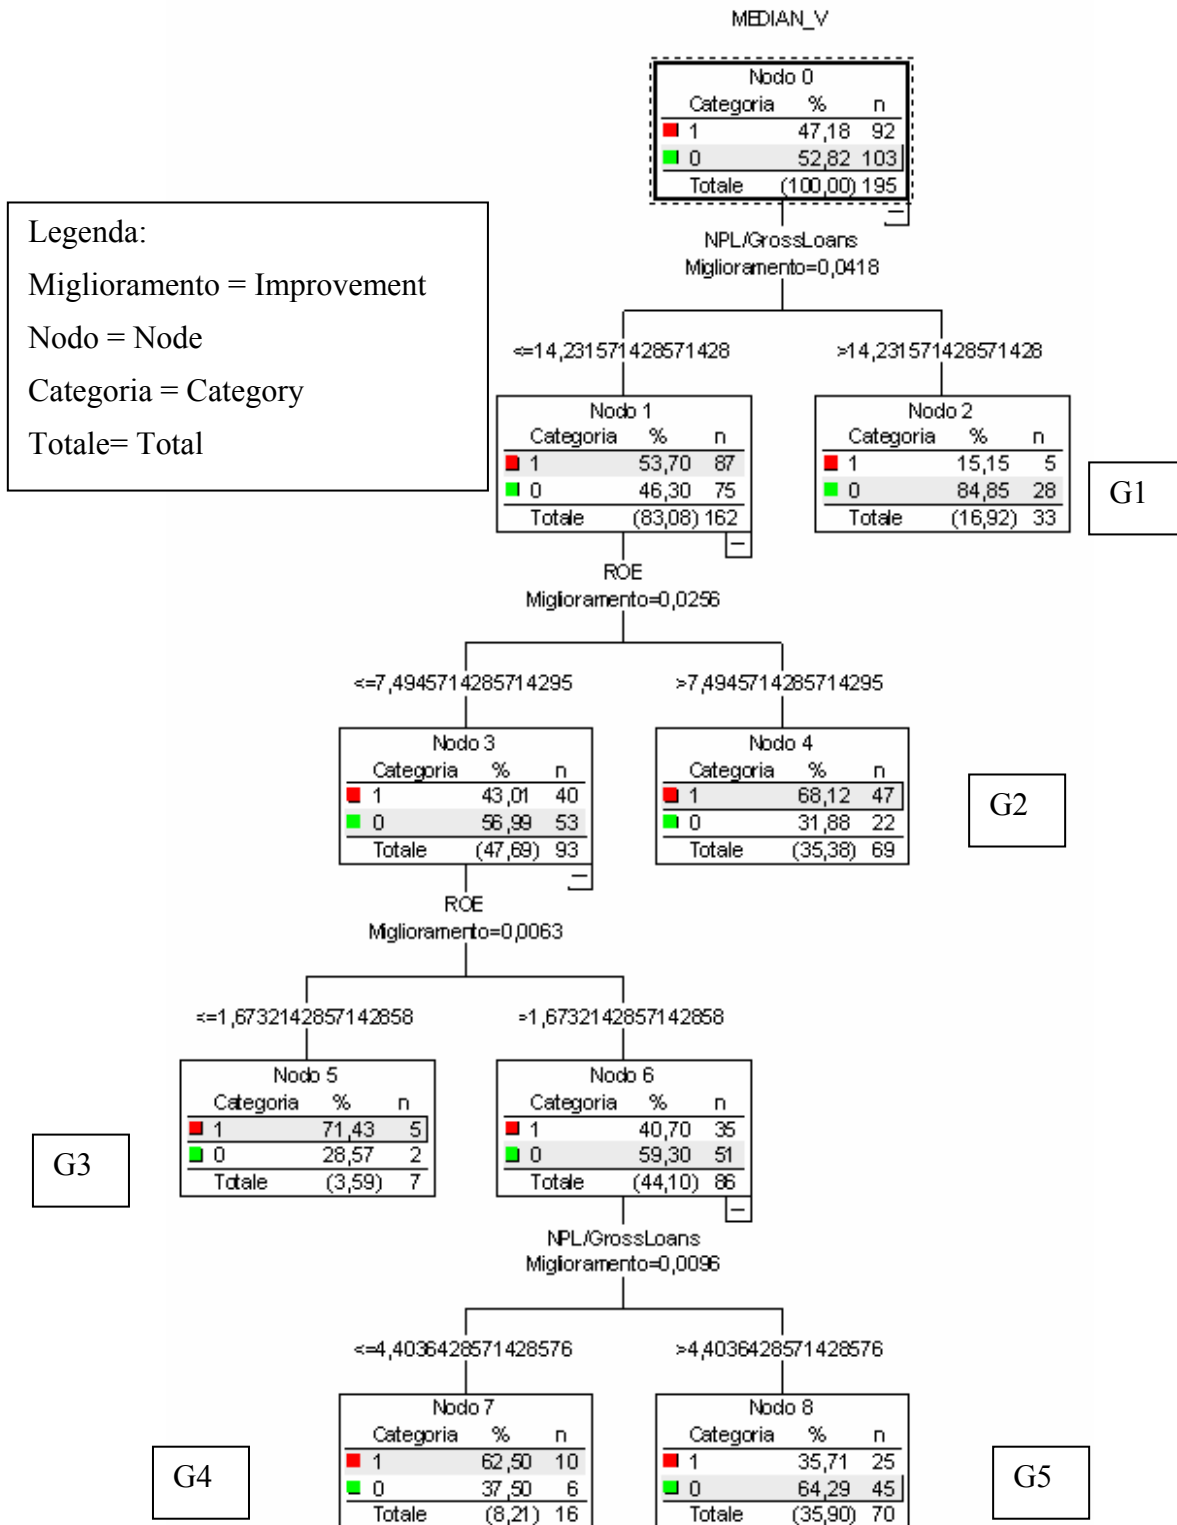 MEDIAN_V
Nodo 0
Categoria % n
1 47,18 92
0 52,82 103
Totale (100,00) 195
NPL/GrossLoans
Miglioramento=0,0418
Legenda:
Miglioramento = Improvement
Nodo = Node
Categoria = Category
Totale= Total
<=14,231571428571428 >14,231571428571428
Nodo 1
Categoria % n
1 53,70 87
0 46,30 75
Totale (83,08) 162
Nodo 2
Categoria % n
1 15,15 5
0 84,85 28
Totale (16,92) 33
G1
ROE
Miglioramento=0,0256
<=7,4945714285714295 >7,4945714285714295
Nodo 3
Categoria % n
1 43,01 40
0 56,99 53
Totale (47,69) 93
Nodo 4
Categoria % n
1 68,12 47
0 31,88 22
Totale (35,38) 69
G2
ROE
Miglioramento=0,0063
<=1,6732142857142858 >1,6732142857142858
Nodo 5
Categoria % n
1 71,43 5
0 28,57 2
Totale (3,59) 7
G3
Nodo 6
Categoria % n
1 40,70 35
0 59,30 51
Totale (44,10) 86
NPL/GrossLoans
Miglioramento=0,0096
<=4,4036428571428576 >4,4036428571428576
Nodo 7
Categoria % n
1 62,50 10
0 37,50 6
Totale (8,21) 16
G4
Nodo 8
Categoria % n
1 35,71 25
0 64,29 45
Totale (35,90) 70
G5